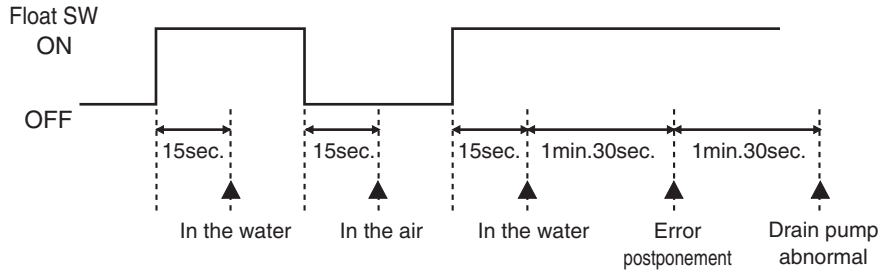 Float SW
ON
OFF
15sec. 15sec. 15sec. 1min.30sec. 1min.30sec.
In the water In the air In the water Error postponement Drain pump abnormal